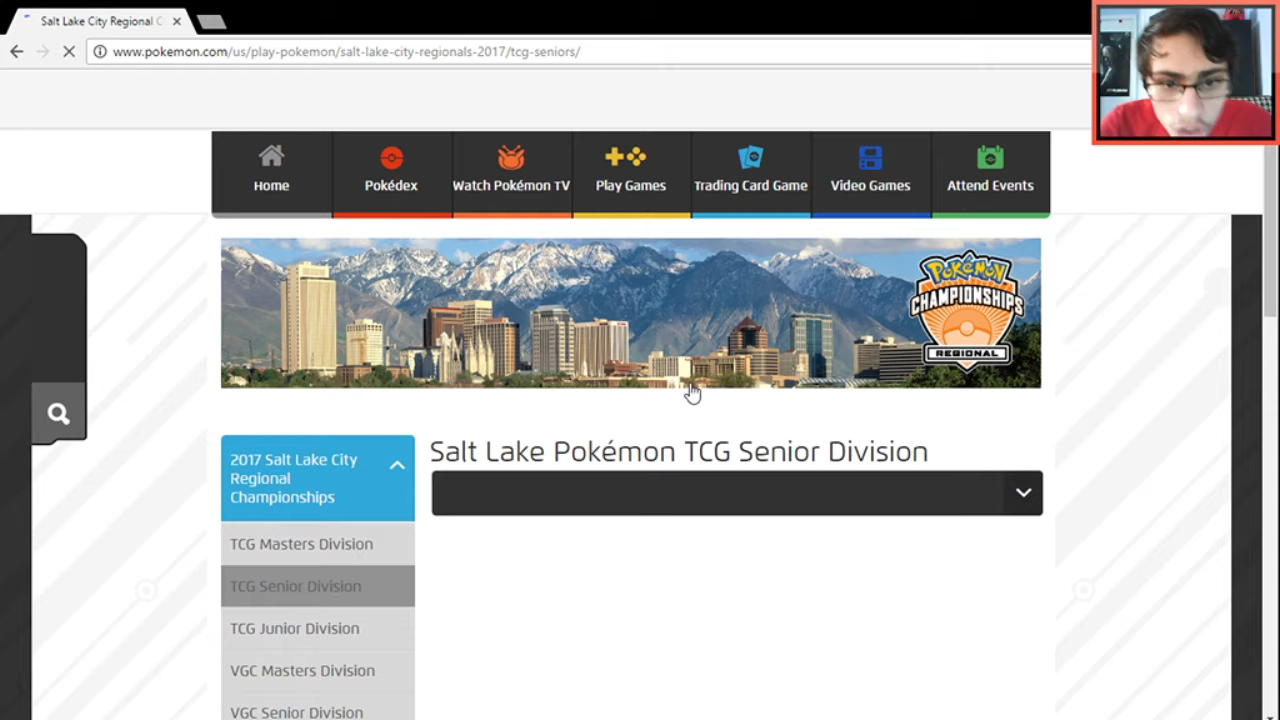 Salt Lake City Regional C
www.pokemon.com/us/play-pokemon/salt-lake-city-regionals-2017/tcg-seniors/
Home
Pokédex
Watch Pokémon TV
Play Games
Trading Card Game
Video Games
Attend Events
Pokémon
CHAMPIONSHIPS
REGIONAL
2017 Salt Lake City
Regional
Championships
TCG Masters Division
TCG Senior Division
TCG Junior Division
VGC Masters Division
VGC Senior Division
Salt Lake Pokémon TCG Senior Division